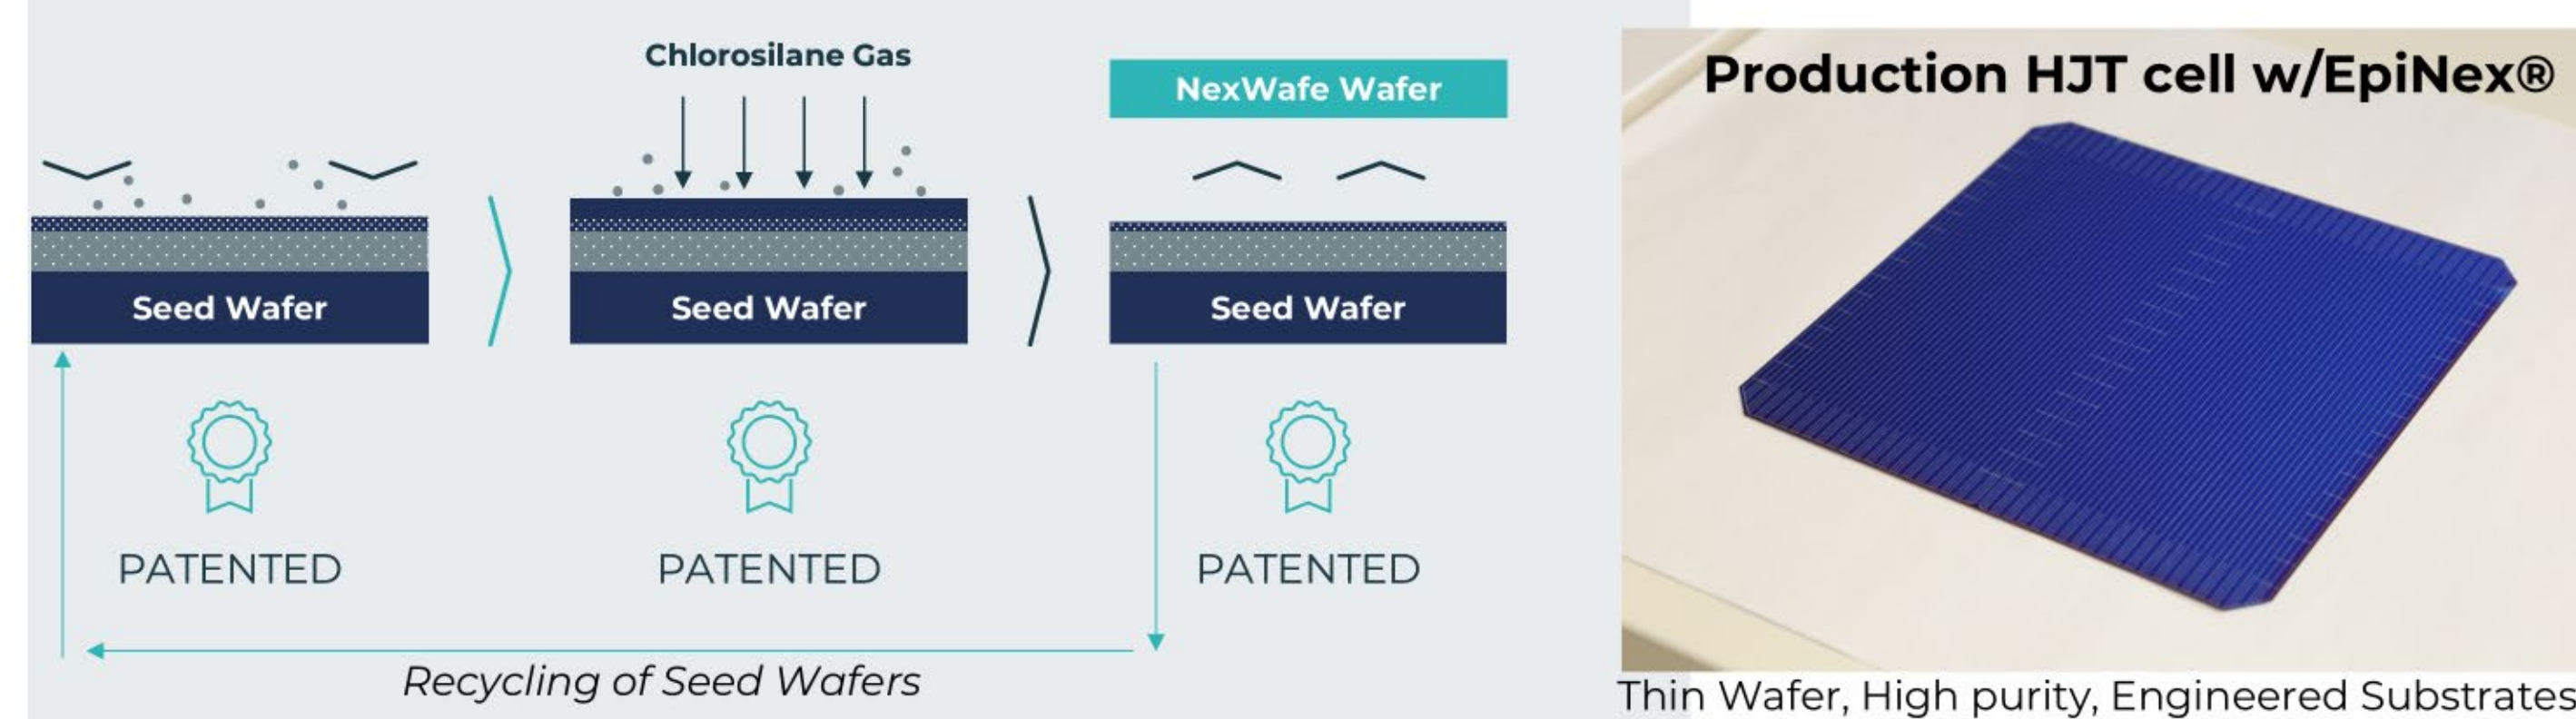 Chlorosilane Gas
NexWafe Wafer
Seed Wafer
Seed Wafer
Seed Wafer
PATENTED
PATENTED
PATENTED
Recycling of Seed Wafers
Production HJT cell w/EpiNex®
Thin Wafer, High purity, Engineered Substrates